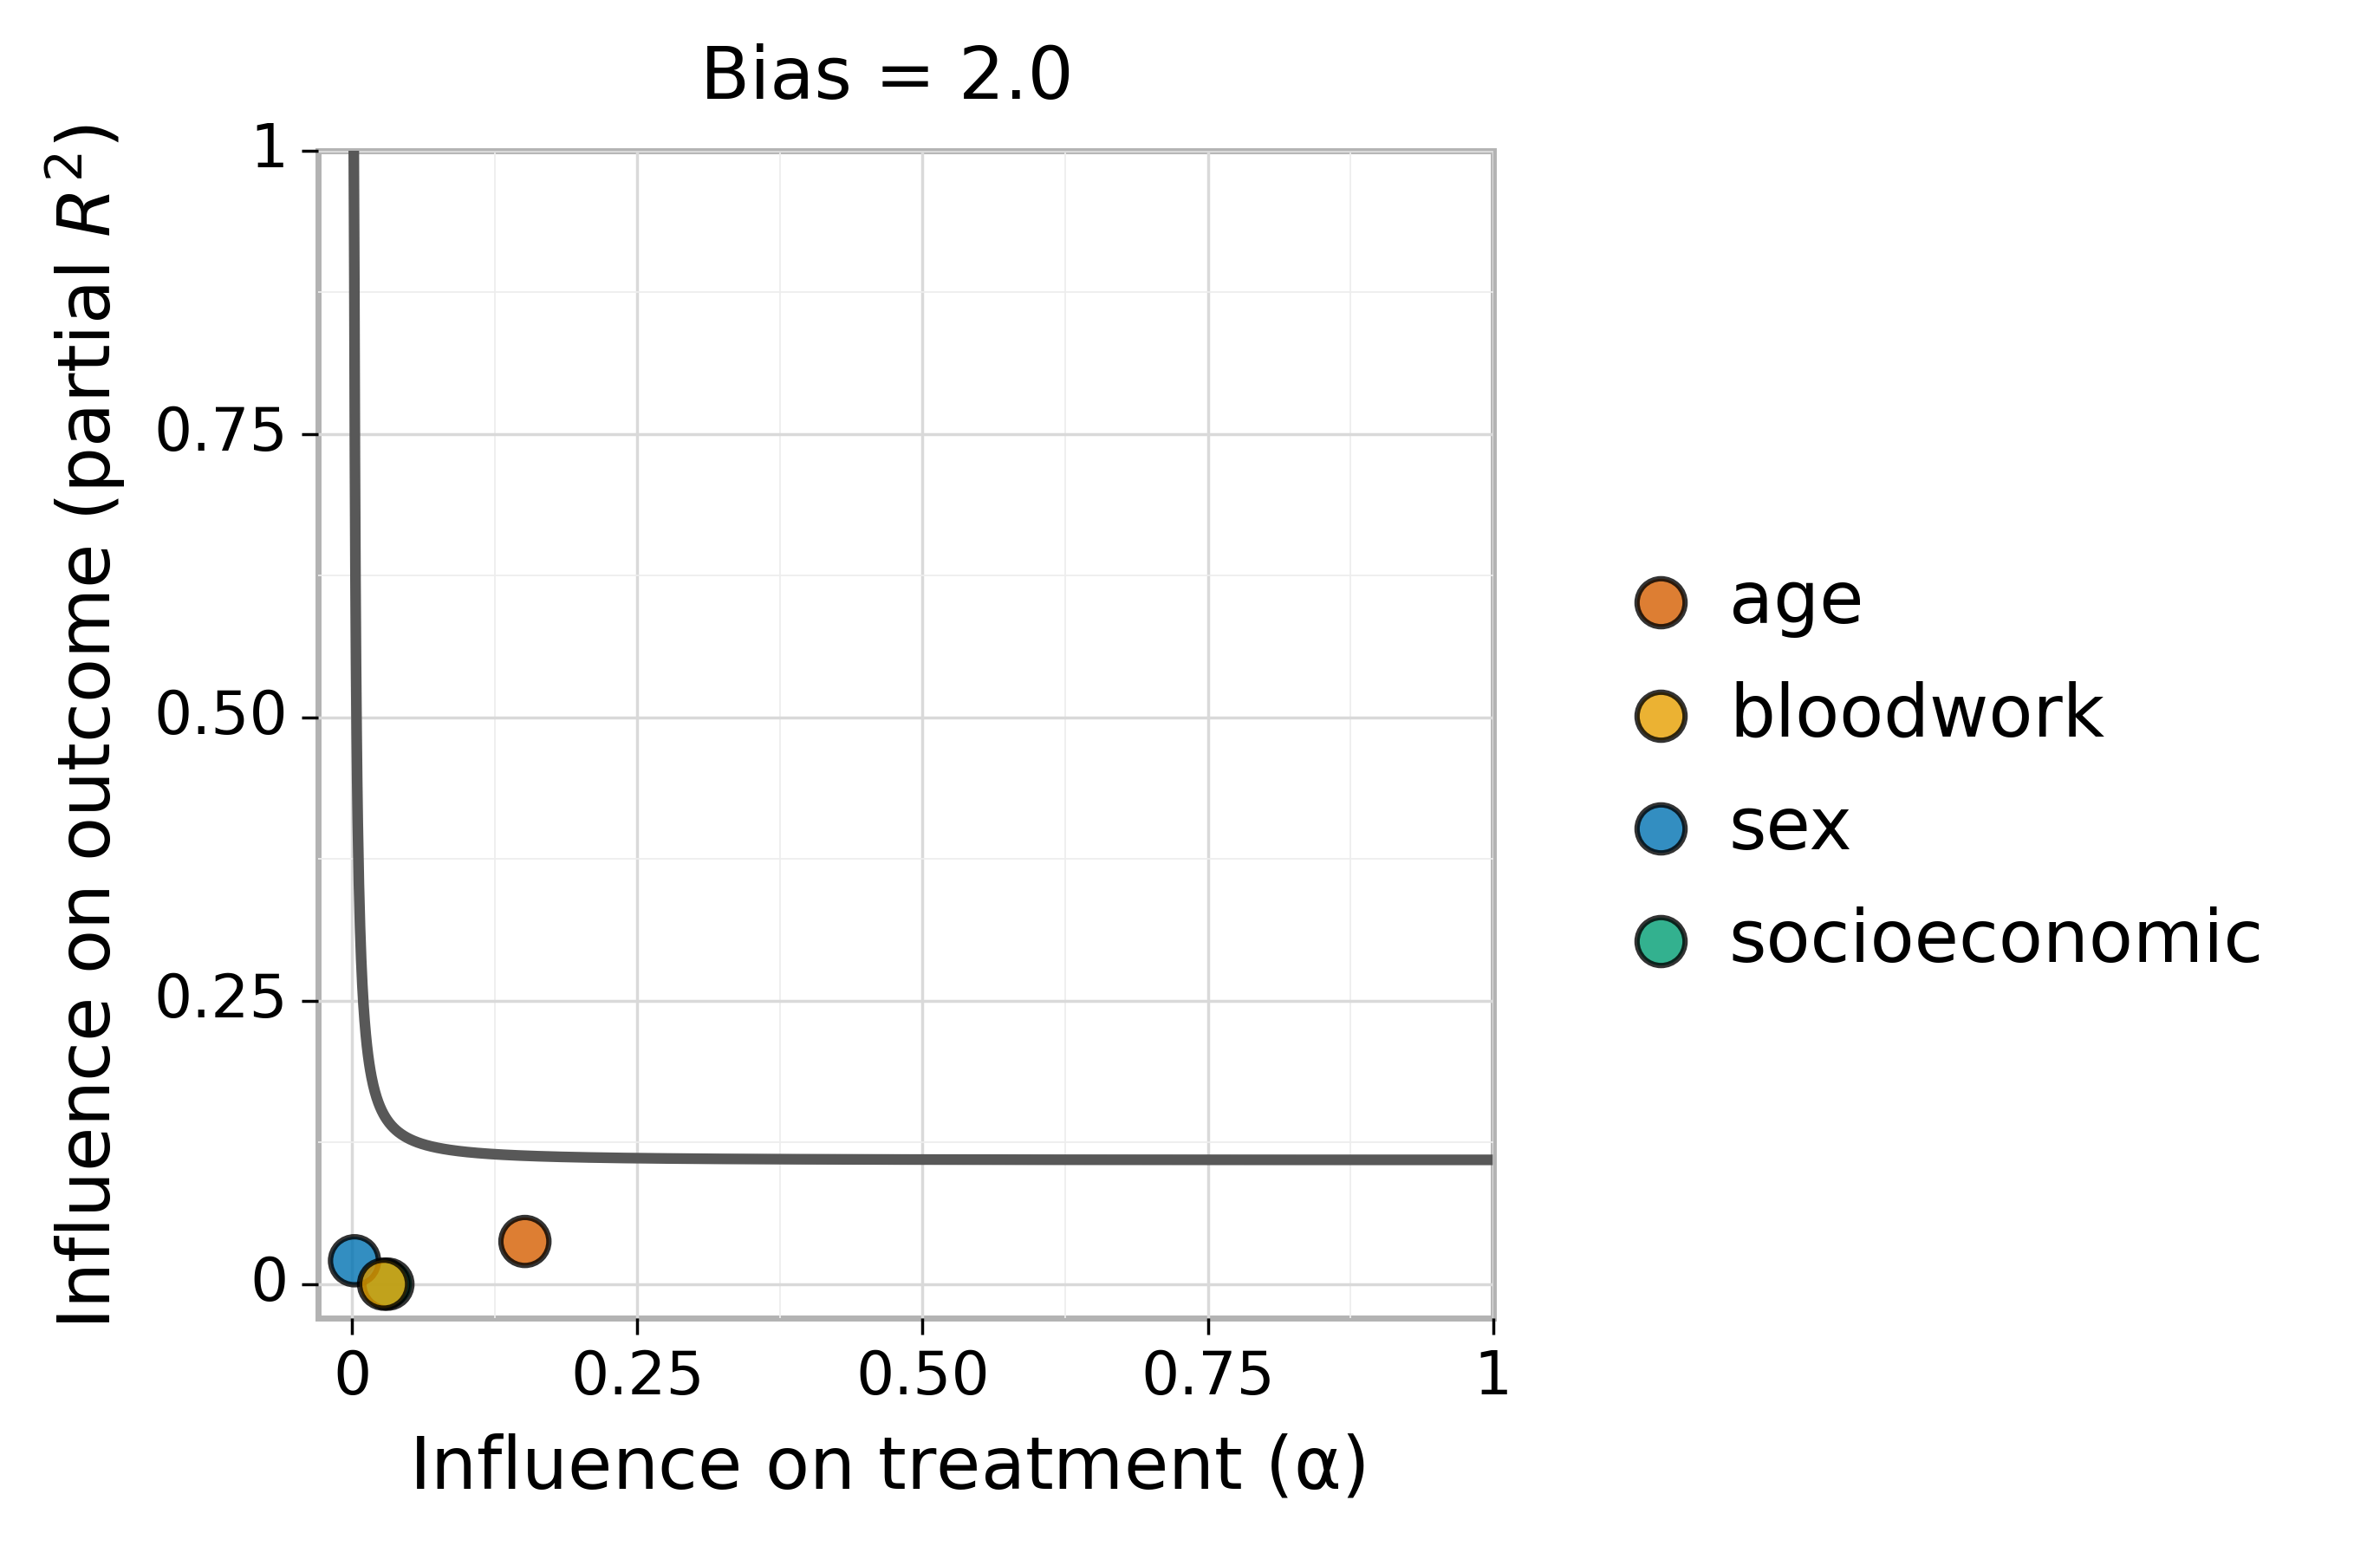 Bias = 2.0
Influence on outcome (partial R²)
1
0.75
0.50
0.25
0
0
0.25
0.50
0.75
1
Influence on treatment (α)
age
bloodwork
sex
socioeconomic